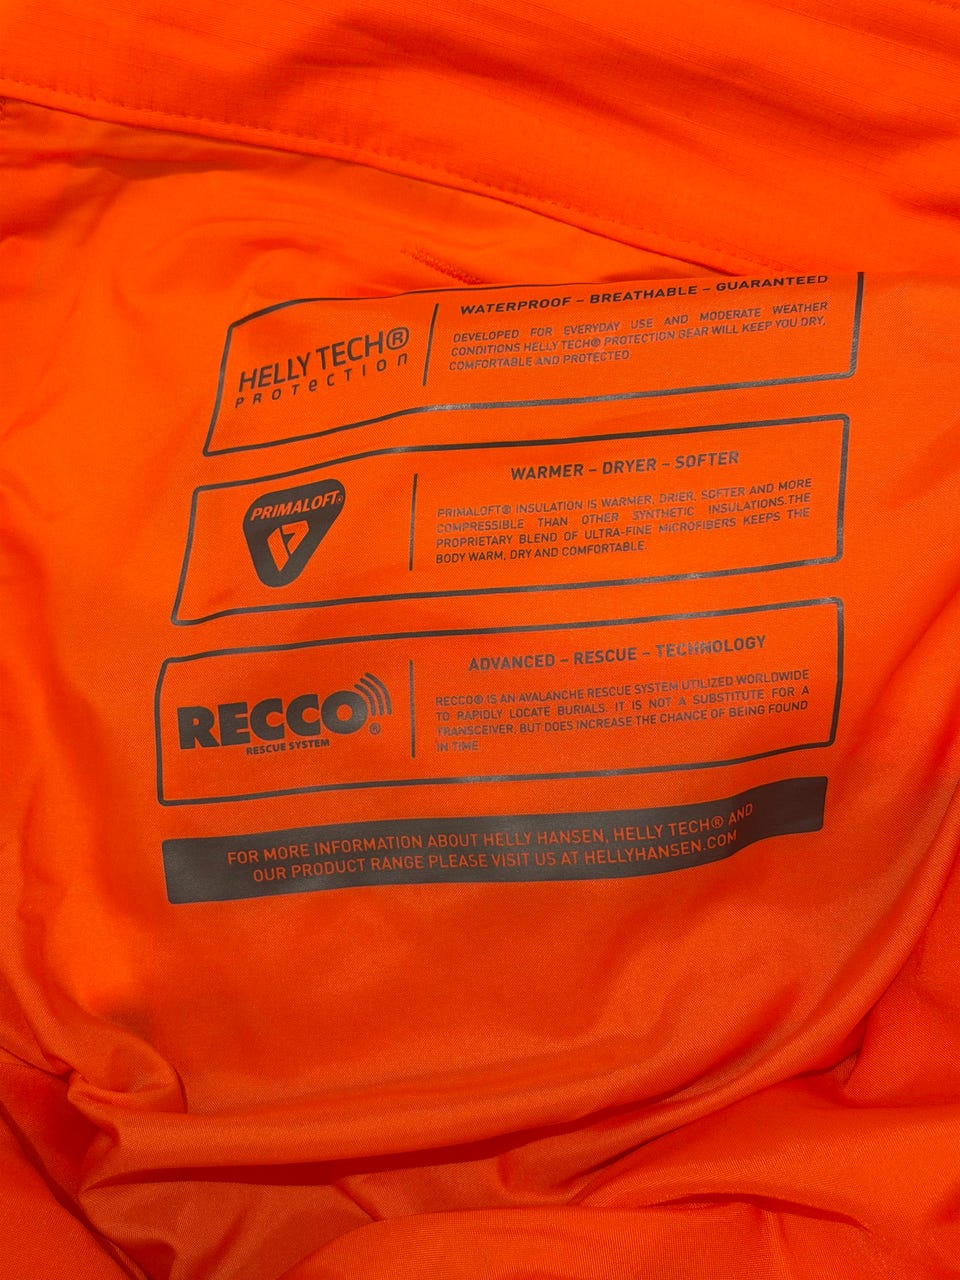 HELLY TECH®
PROTECTION
WATERPROOF – BREATHABLE – GUARANTEED
DEVELOPED FOR EVERYDAY USE AND MODERATE WEATHER
CONDITIONS HELLY TECH® PROTECTION GEAR WILL KEEP YOU DRY,
COMFORTABLE AND PROTECTED
PRIMALOFT®
WARMER – DRYER – SOFTER
PRIMALOFT® INSULATION IS WARMER, DRIER, SOFTER AND MORE
COMPRESSIBLE THAN OTHER SYNTHETIC INSULATIONS.THE
PROPRIETARY BLEND OF ULTRA-FINE MICROFIBERS KEEPS THE
BODY WARM, DRY AND COMFORTABLE.
RECCO®
RESCUE SYSTEM
ADVANCED – RESCUE – TECHNOLOGY
RECCO® IS AN AVALANCHE RESCUE SYSTEM UTILIZED WORLDWIDE
TO RAPIDLY LOCATE BURIALS. IT IS NOT A SUBSTITUTE FOR A
TRANSCEIVER, BUT DOES INCREASE THE CHANCE OF BEING FOUND
IN TIME
FOR MORE INFORMATION ABOUT HELLY HANSEN, HELLY TECH® AND
OUR PRODUCT RANGE PLEASE VISIT US AT HELLYHANSEN.COM